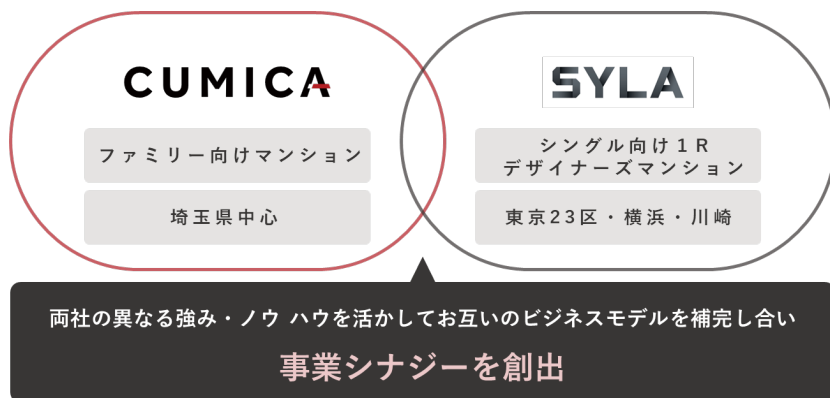 CUMICA
ファミリー向けマンション
埼玉県中心
SYLA
シングル向け1R
デザイナーズマンション
東京23区・横浜・川崎
両社の異なる強み・ノウ ハウを活かしてお互いのビジネスモデルを補完し合い
事業シナジーを創出